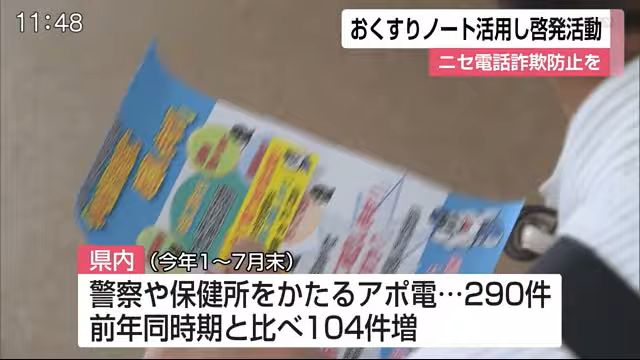 11:48
おくすりノート活用し啓発活動
ニセ電話詐欺防止を
県内
(今年1～7月末)
警察や保健所をかたるアポ電…290件
前年同時期と比べ104件増